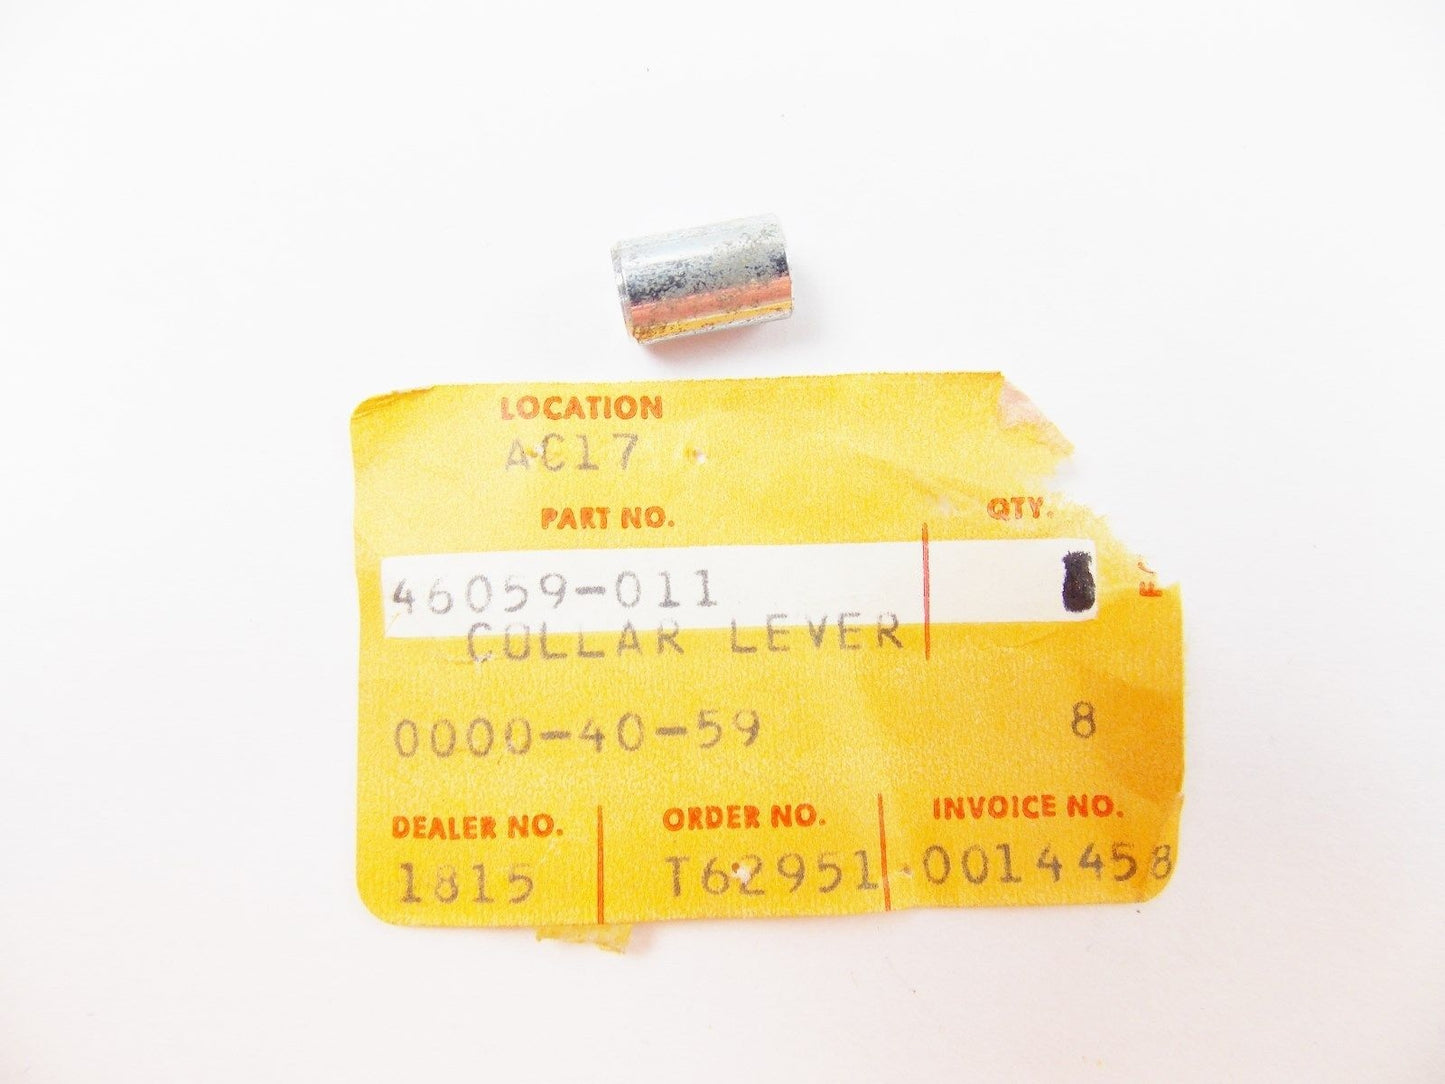 LOCATION
AC17
PART NO. QTY.
46059-011
COLLAR LEVER
0000-40-59 8
DEALER NO. ORDER NO. INVOICE NO.
1815 T62951 0014458